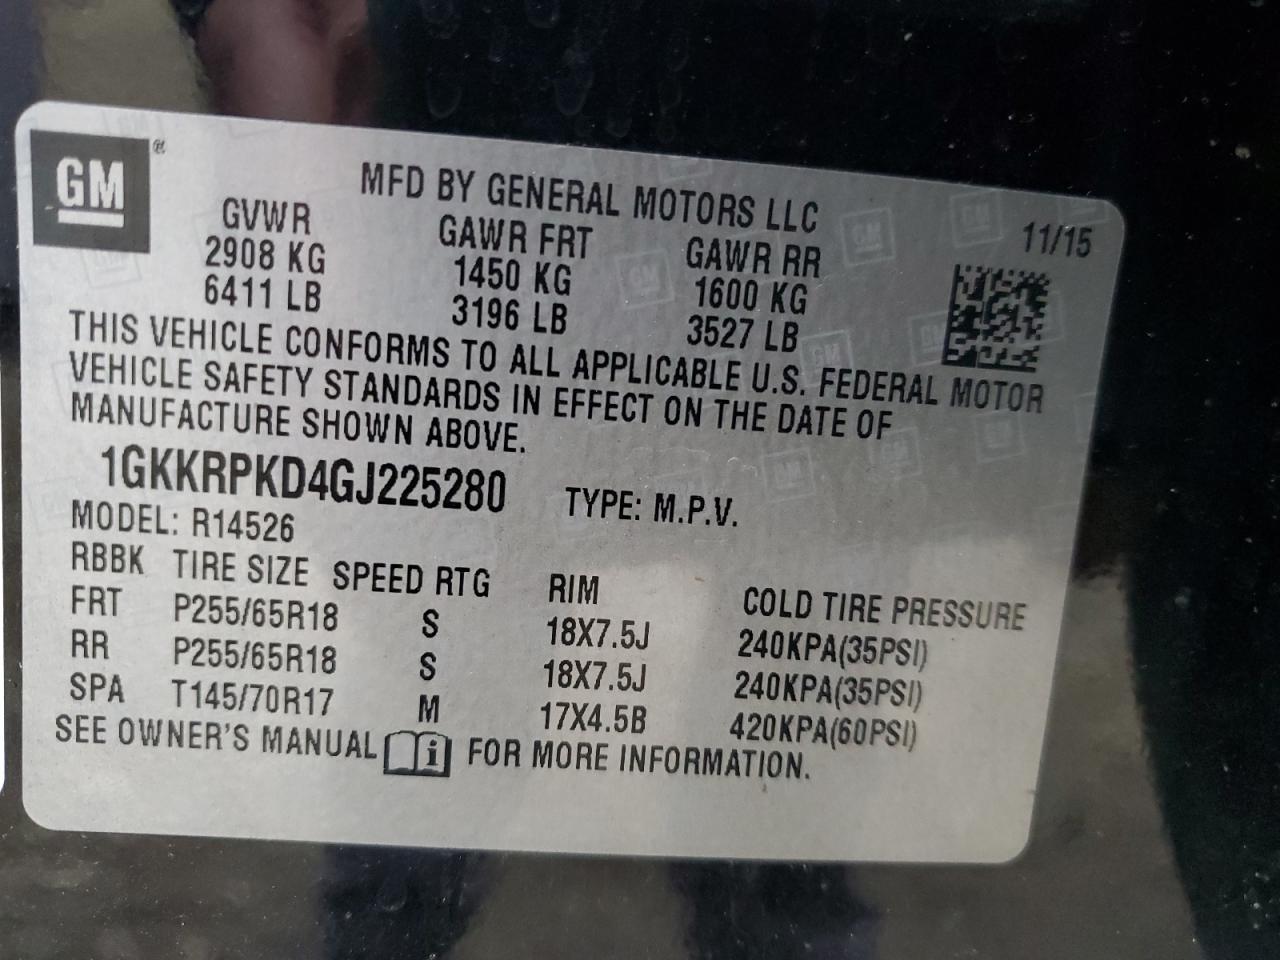 GM®
MFD BY GENERAL MOTORS LLC
11/15
GVWR GAWR FRT GAWR RR
2908 KG 1450 KG 1600 KG
6411 LB 3196 LB 3527 LB
THIS VEHICLE CONFORMS TO ALL APPLICABLE U.S. FEDERAL MOTOR
VEHICLE SAFETY STANDARDS IN EFFECT ON THE DATE OF
MANUFACTURE SHOWN ABOVE.
1GKKRPKD4GJ225280 TYPE: M.P.V.
MODEL: R14526
RBBK TIRE SIZE SPEED RTG RIM COLD TIRE PRESSURE
FRT P255/65R18 S 18X7.5J 240KPA(35PSI)
RR P255/65R18 S 18X7.5J 240KPA(35PSI)
SPA T145/70R17 M 17X4.5B 420KPA(60PSI)
SEE OWNER'S MANUAL i FOR MORE INFORMATION.